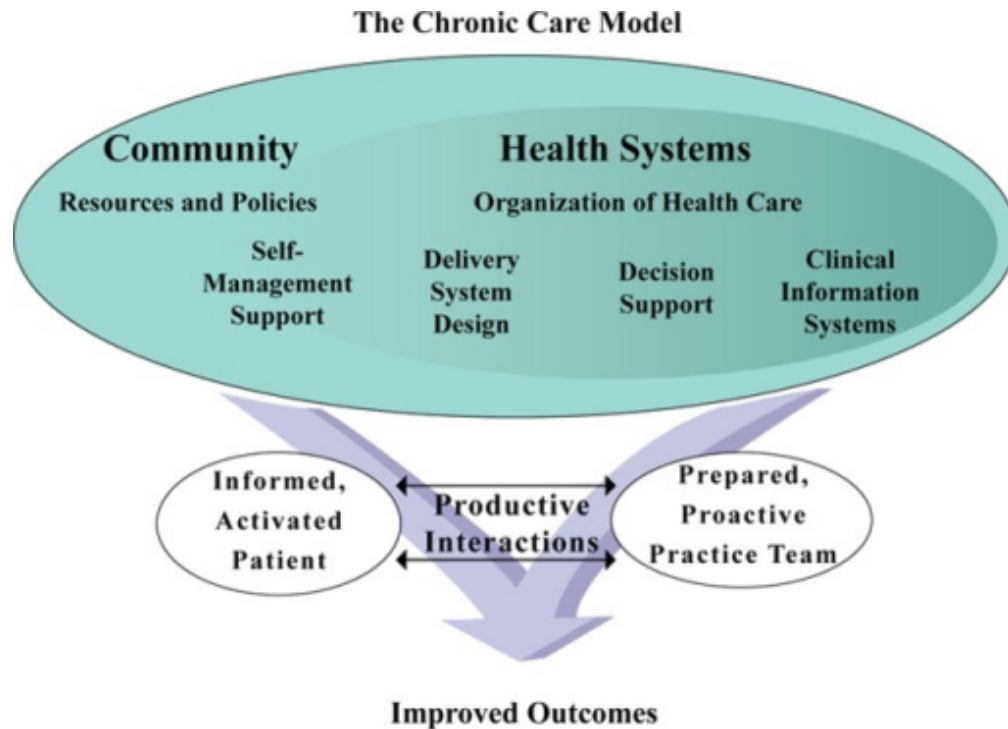 The Chronic Care Model
Community
Health Systems
Resources and Policies
Organization of Health Care
Self-
Management
Support
Delivery
System
Design
Decision
Support
Clinical
Information
Systems
Informed,
Activated
Patient
Productive
Interactions
Prepared,
Proactive
Practice Team
Improved Outcomes